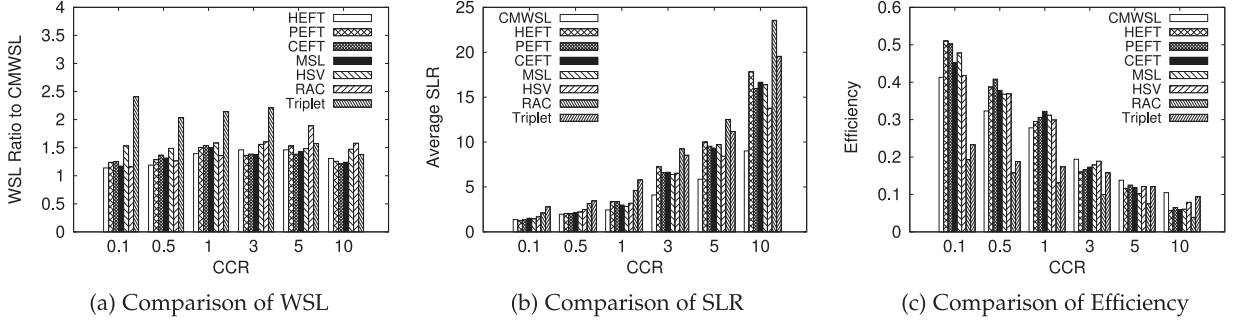 WSL Ratio to CMWSL
4
3.5
3
2.5
2
1.5
1
0.5
0
HEFT
PEFT
CEFT
MSL
HSV
RAC
Triplet
0.1 0.5 1 3 5 10
CCR
(a) Comparison of WSL
Average SLR
25
20
15
10
5
0
CMWSL
HEFT
PEFT
CEFT
MSL
HSV
RAC
Triplet
0.1 0.5 1 3 5 10
CCR
(b) Comparison of SLR
Efficiency
0.6
0.5
0.4
0.3
0.2
0.1
0
CMWSL
HEFT
PEFT
CEFT
MSL
HSV
RAC
Triplet
0.1 0.5 1 3 5 10
CCR
(c) Comparison of Efficiency